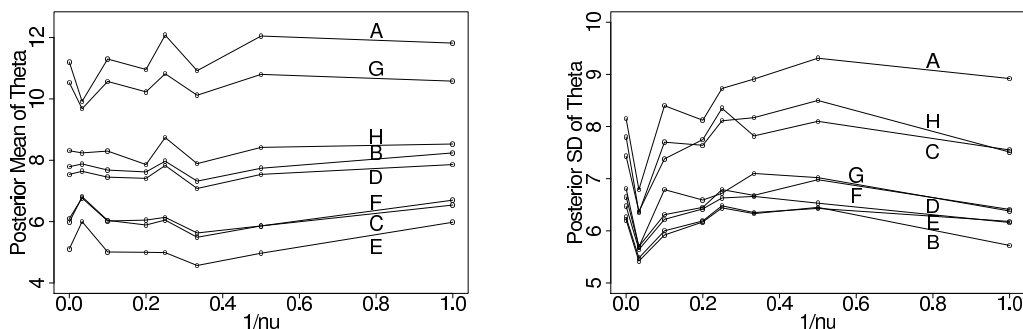 Posterior Mean of Theta
4 6 8 10 12
A
G
H
B
D
F
C
E
0.0 0.2 0.4 0.6 0.8 1.0
1/nu
Posterior SD of Theta
5 6 7 8 9 10
A
H
C
G
F
D
E
B
0.0 0.2 0.4 0.6 0.8 1.0
1/nu